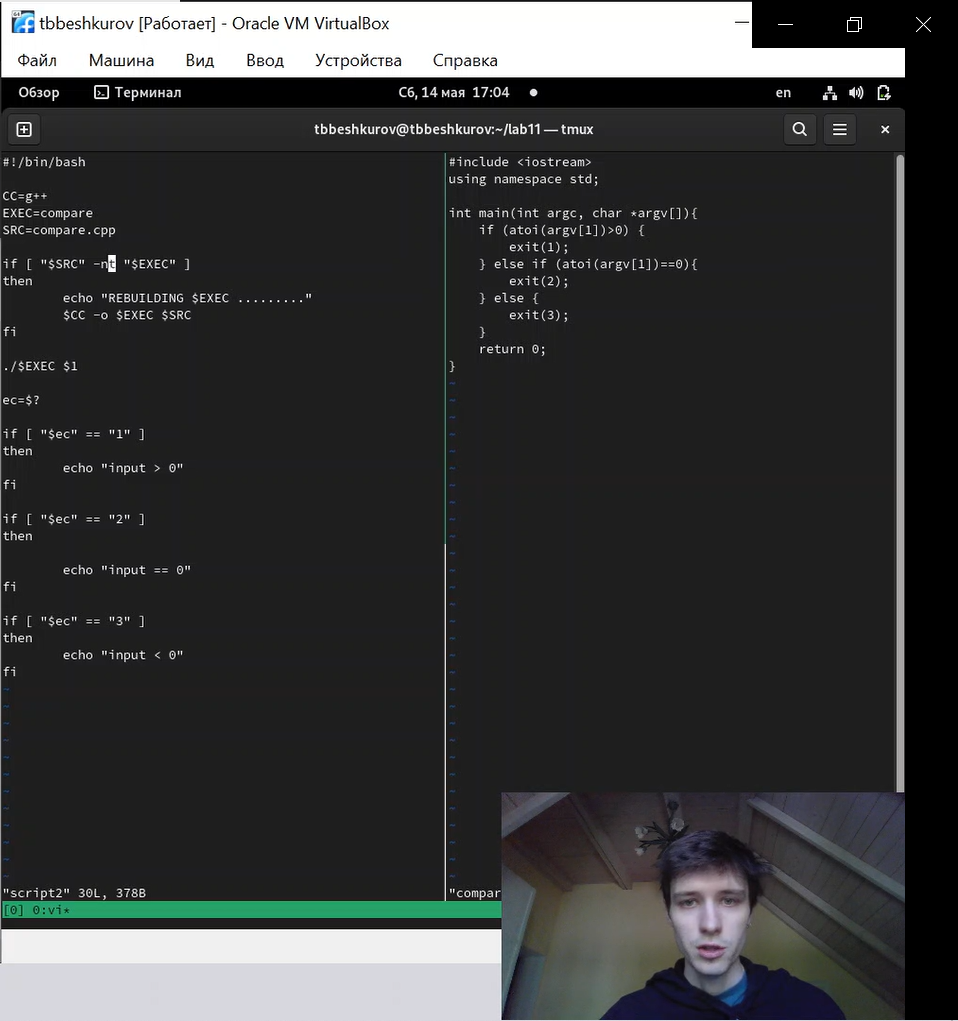 tbbeshkurov [Работает] - Oracle VM VirtualBox
Файл Машина Вид Ввод Устройства Справка
Обзор Терминал Сб, 14 мая 17:04 en
tbbeshkurov@tbbeshkurov:~/lab11 — tmux
#!/bin/bash
CC=g++
EXEC=compare
SRC=compare.cpp
if [ "$SRC" -nt "$EXEC" ]
then
echo "REBUILDING $EXEC ........."
$CC -o $EXEC $SRC
fi
./$EXEC $1
ec=$?
if [ "$ec" == "1" ]
then
echo "input > 0"
fi
if [ "$ec" == "2" ]
then
echo "input == 0"
fi
if [ "$ec" == "3" ]
then
echo "input < 0"
fi
"script2" 30L, 378B
#include <iostream>
using namespace std;
int main(int argc, char *argv[]){
if (atoi(argv[1])>0) {
exit(1);
} else if (atoi(argv[1])==0){
exit(2);
} else {
exit(3);
}
return 0;
}
"compar
[0] 0:vi*